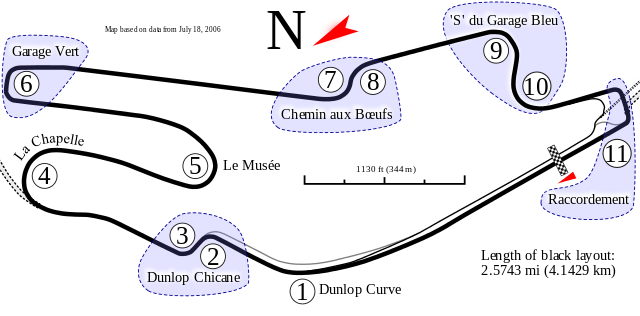 Map based on data from July 18, 2006
N
'S' du Garage Bleu
Garage Vert
6
7
8
9
10
Chemin aux Bœufs
La Chapelle
4
5
Le Musée
1130 ft (344 m)
11
Raccordement
3
2
Dunlop Chicane
1
Dunlop Curve
Length of black layout:
2.5743 mi (4.1429 km)